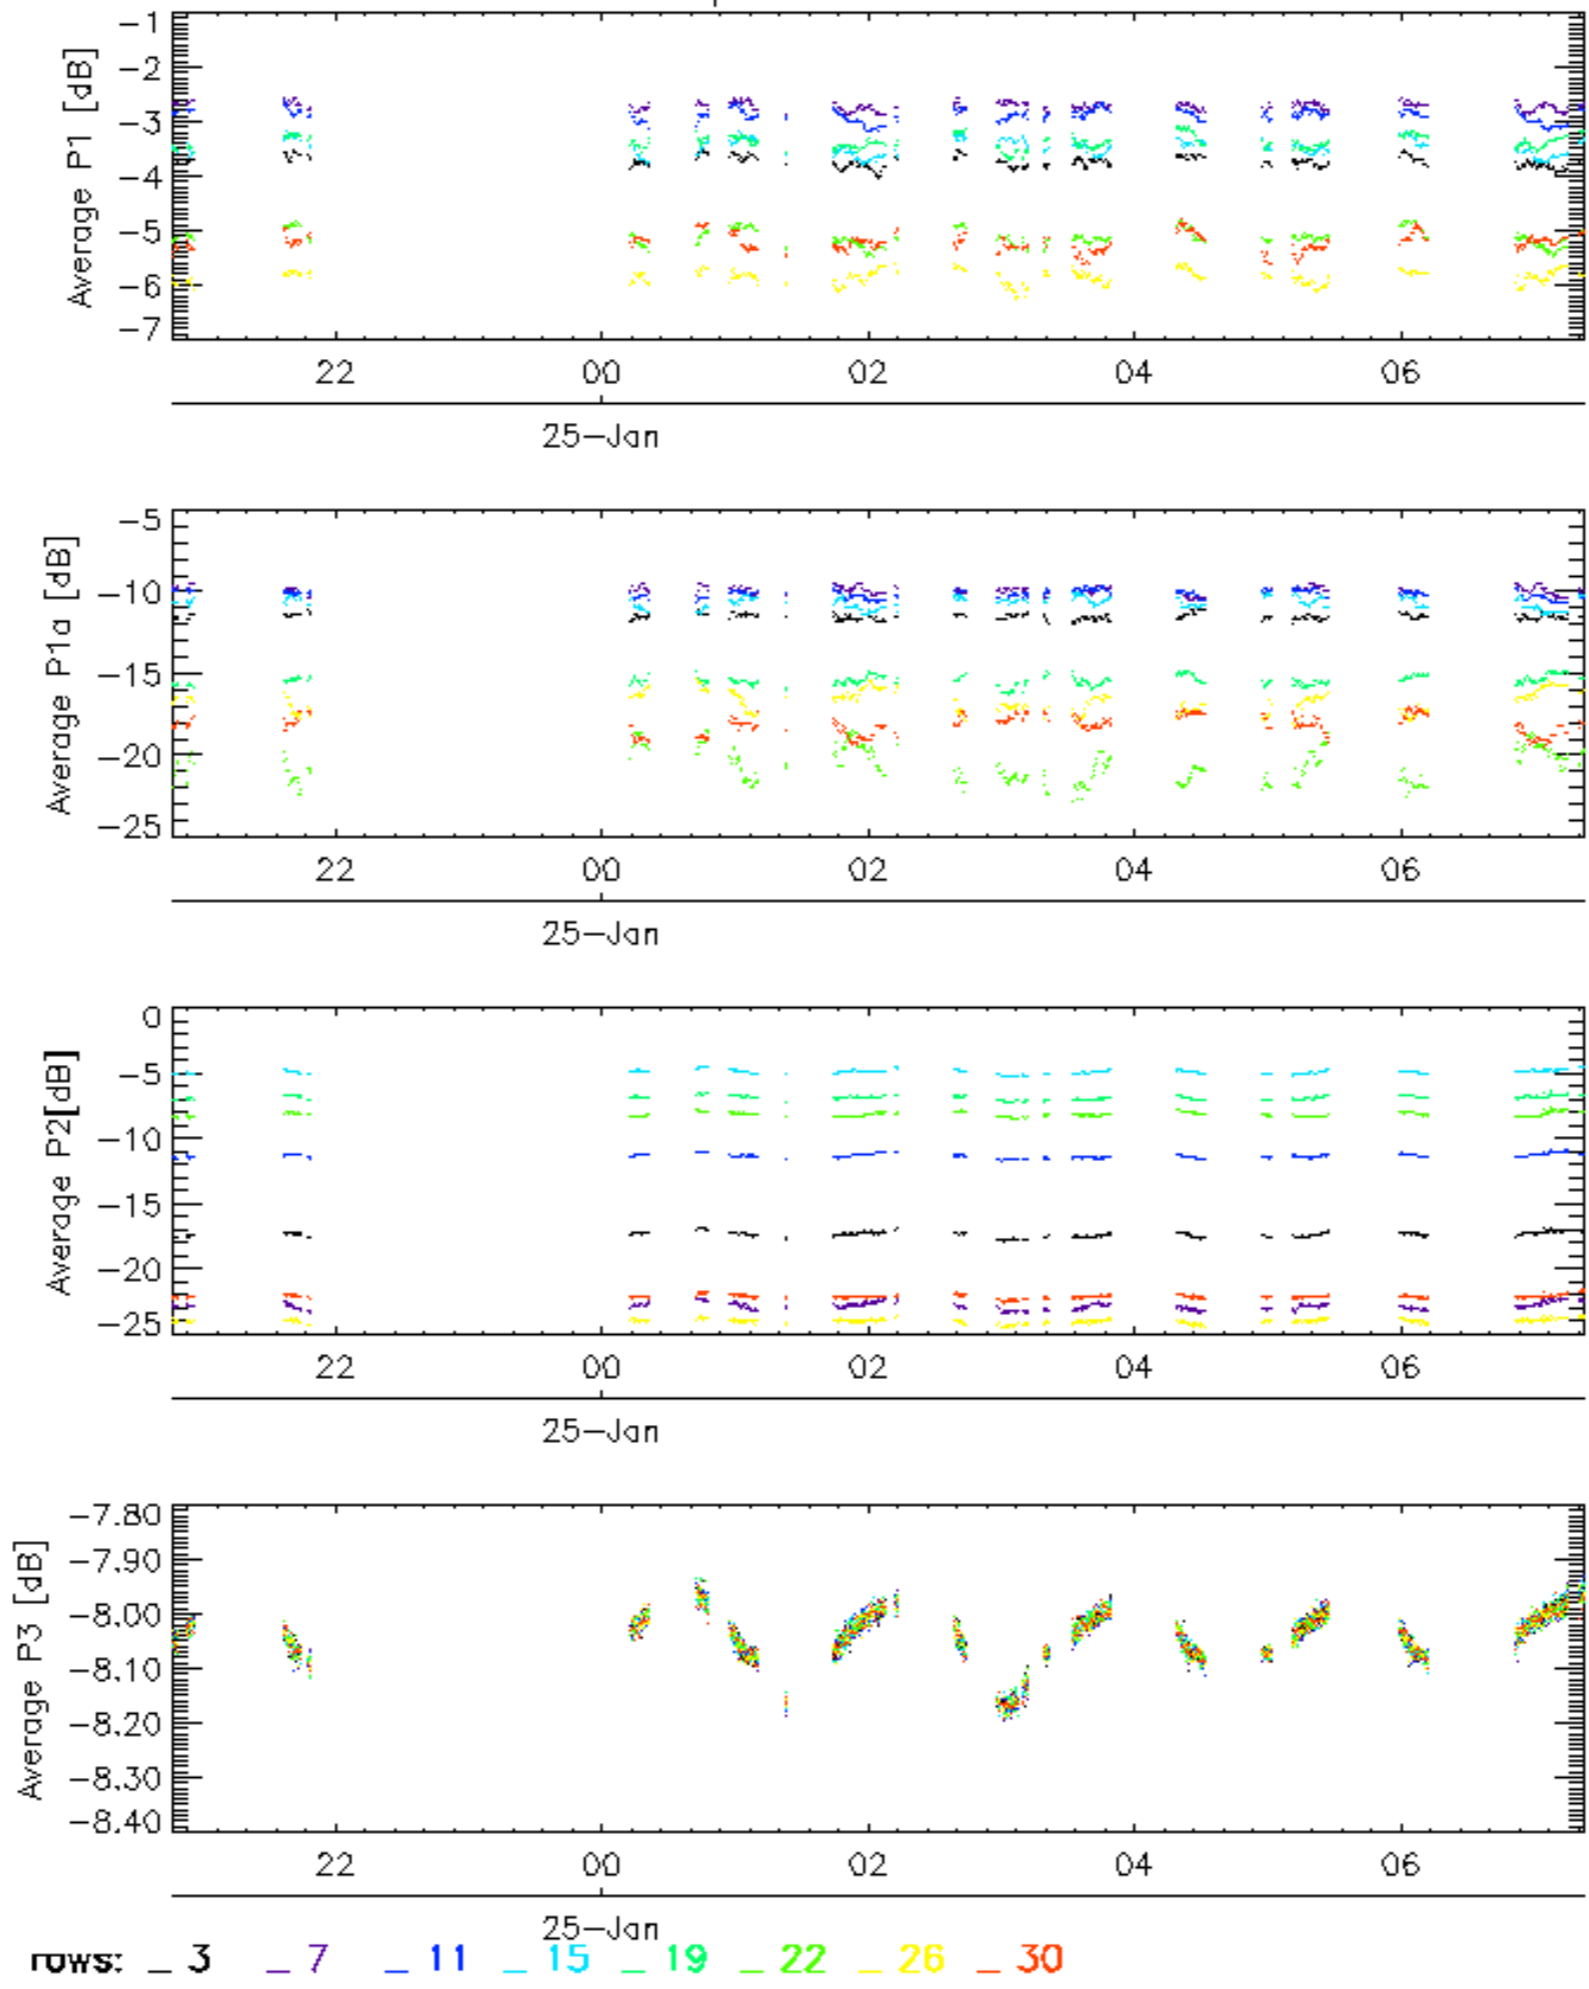 Average P1 [dB]
-1
-2
-3
-4
-5
-6
-7
22 00 02 04 06
25-Jan
Average P1a [dB]
-5
-10
-15
-20
-25
22 00 02 04 06
25-Jan
Average P2[dB]
0
-5
-10
-15
-20
-25
22 00 02 04 06
25-Jan
Average P3 [dB]
-7.80
-7.90
-8.00
-8.10
-8.20
-8.30
-8.40
22 00 02 04 06
25-Jan
rows: _ 3 _ 7 _ 11 _ 15 _ 19 _ 22 _ 26 _ 30